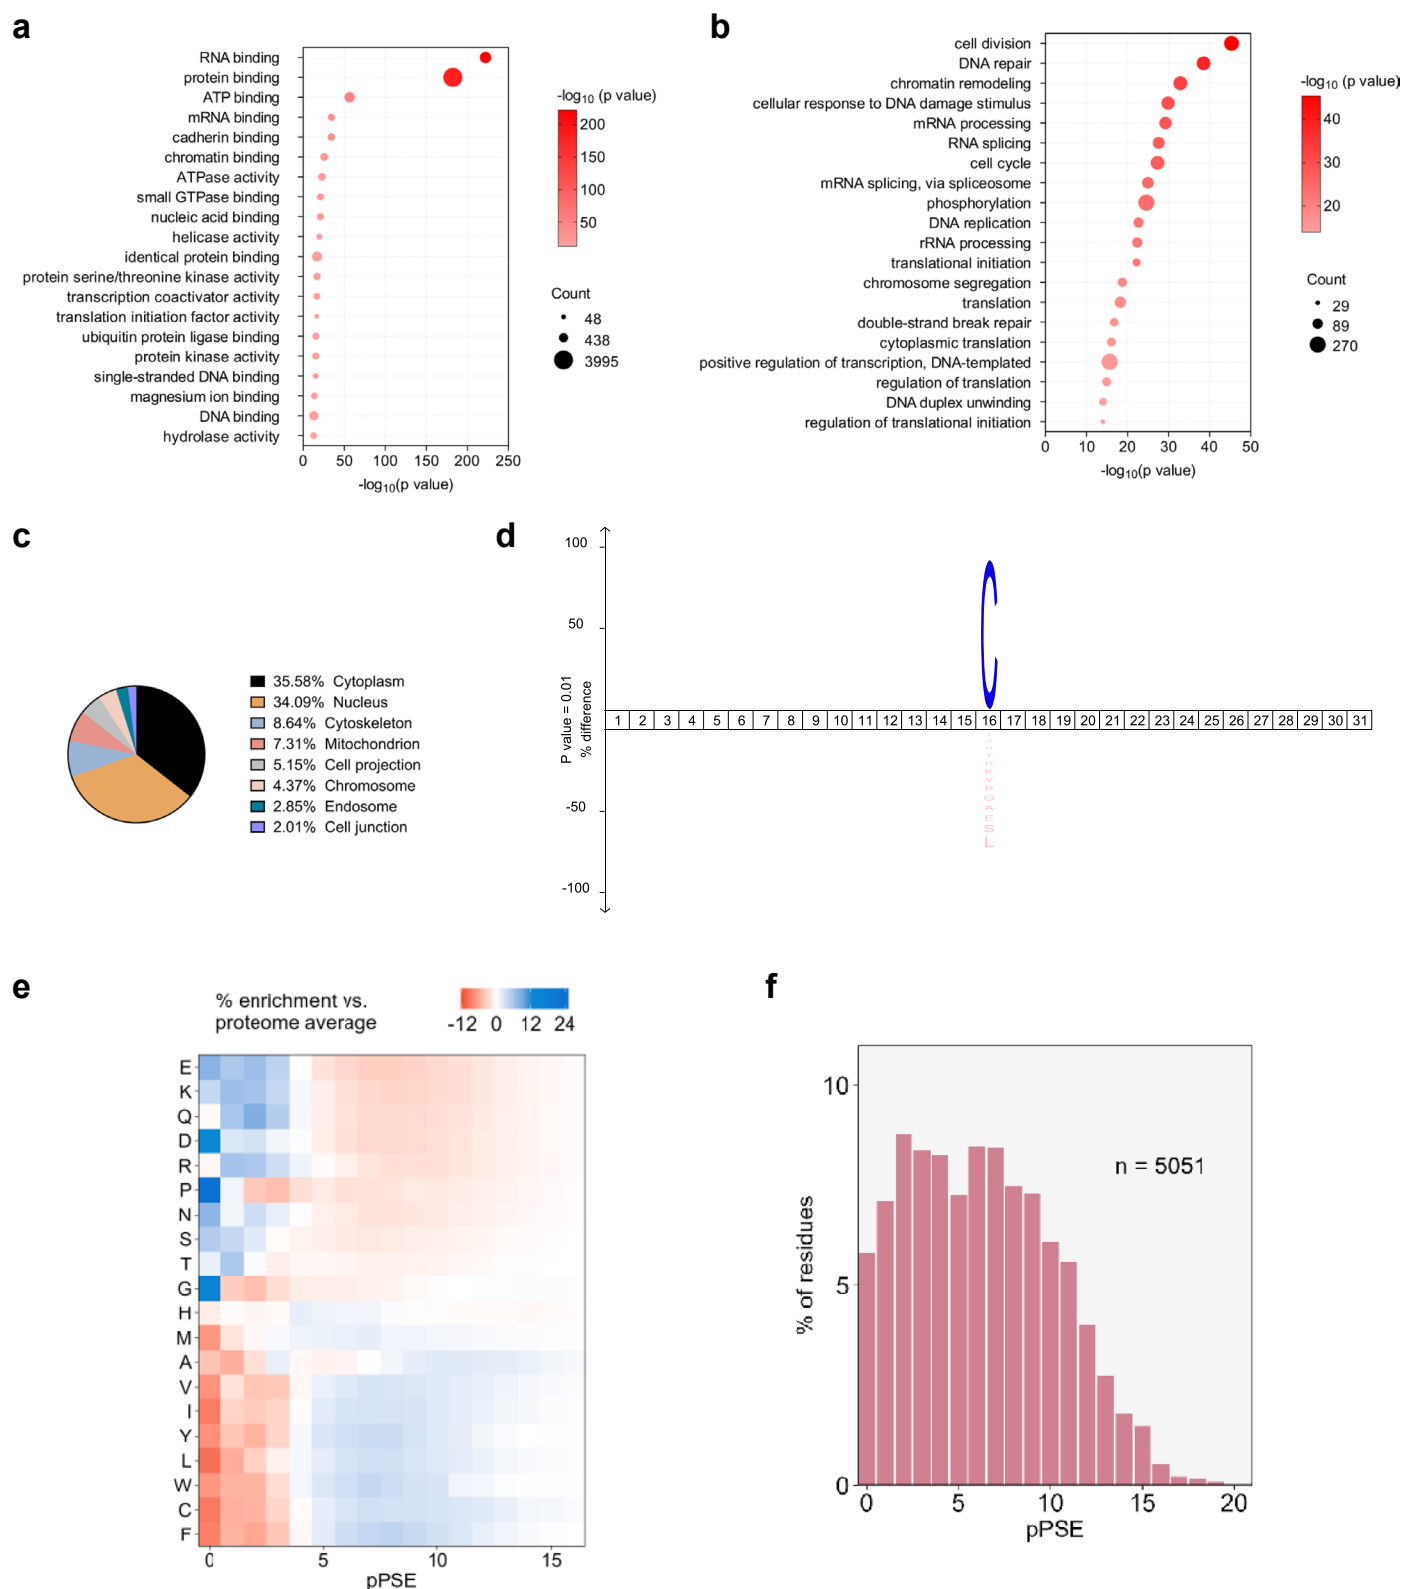 a
RNA binding
protein binding
ATP binding
mRNA binding
cadherin binding
chromatin binding
ATPase activity
small GTPase binding
nucleic acid binding
helicase activity
identical protein binding
protein serine/threonine kinase activity
transcription coactivator activity
translation initiation factor activity
ubiquitin protein ligase binding
protein kinase activity
single-stranded DNA binding
magnesium ion binding
DNA binding
hydrolase activity
0 50 100 150 200 250
-log10(p value)
-log10 (p value)
200
150
100
50
Count
48
438
3995
b
cell division
DNA repair
chromatin remodeling
cellular response to DNA damage stimulus
mRNA processing
RNA splicing
cell cycle
mRNA splicing, via spliceosome
phosphorylation
DNA replication
rRNA processing
translational initiation
chromosome segregation
translation
double-strand break repair
cytoplasmic translation
positive regulation of transcription, DNA-templated
regulation of translation
DNA duplex unwinding
regulation of translational initiation
0 10 20 30 40 50
-log10(p value)
-log10 (p value)
40
30
20
Count
29
89
270
c
35.58% Cytoplasm
34.09% Nucleus
8.64% Cytoskeleton
7.31% Mitochondrion
5.15% Cell projection
4.37% Chromosome
2.85% Endosome
2.01% Cell junction
d
100
50
-50
-100
P value = 0.01
% difference
C
1 2 3 4 5 6 7 8 9 10 11 12 13 14 15 16 17 18 19 20 21 22 23 24 25 26 27 28 29 30 31
V
P
G
A
E
S
L
e
% enrichment vs.
proteome average
-12 0 12 24
E
K
Q
D
R
P
N
S
T
G
H
M
A
V
I
Y
L
W
C
F
0 5 10 15
pPSE
f
10
5
0
% of residues
n = 5051
0 5 10 15 20
pPSE